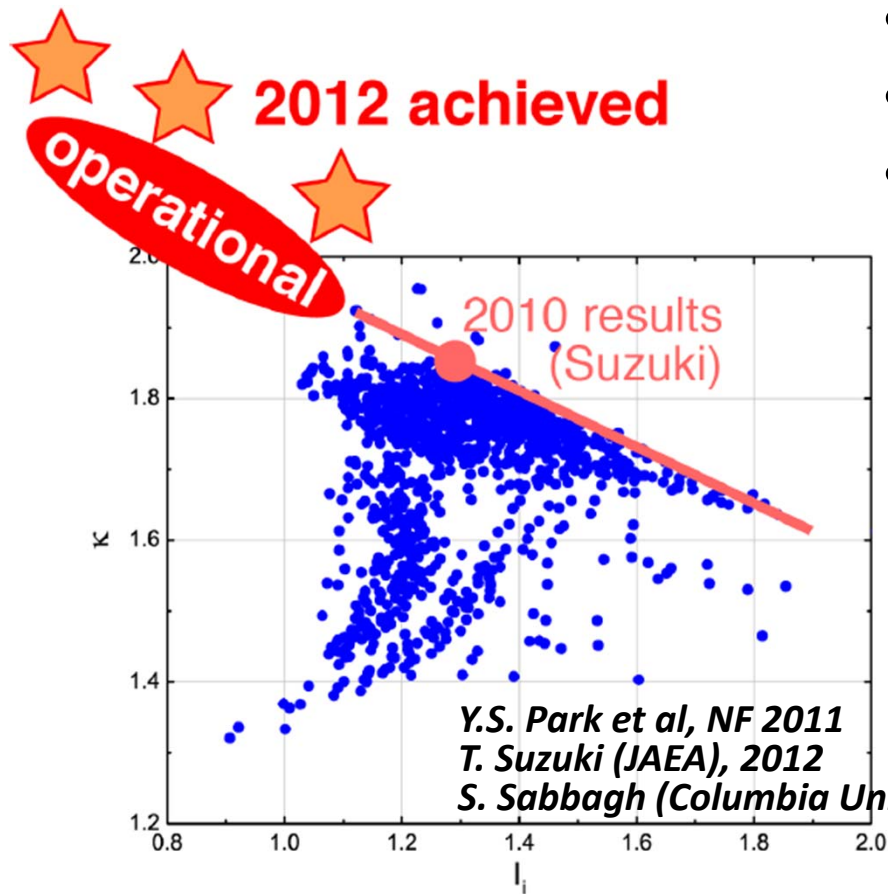 2012 achieved
operational
2010 results
(Suzuki)
2.0
1.8
1.6
1.4
1.2
κ
0.8 1.0 1.2 1.4 1.6 1.8 2.0
li
Y.S. Park et al, NF 2011
T. Suzuki (JAEA), 2012
S. Sabbagh (Columbia Un